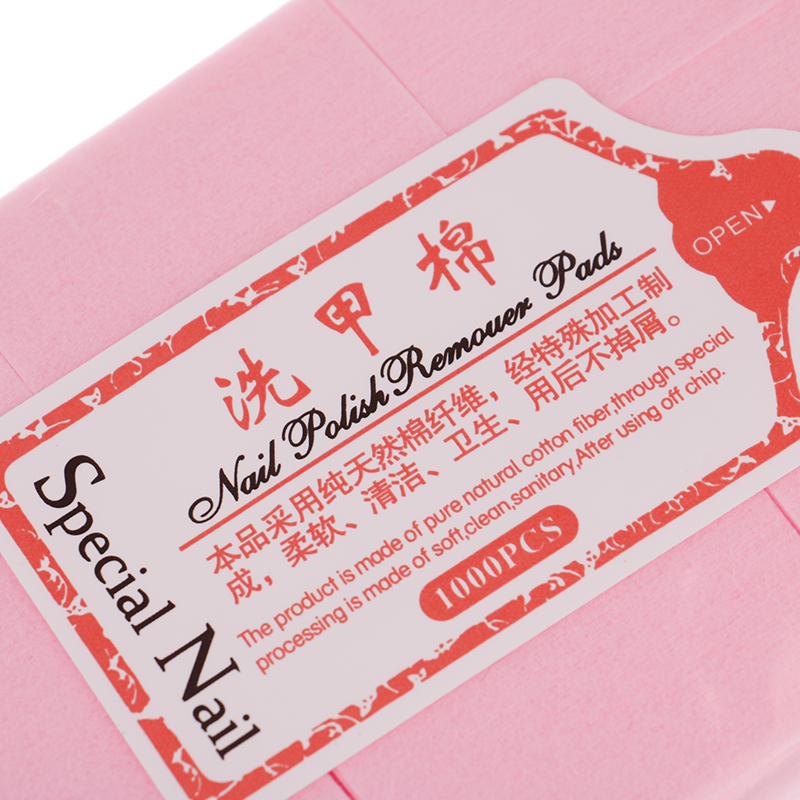 OPEN
洗甲棉
Nail Polish Remouer Pads
本品采用纯天然棉纤维，经特殊加工制
成，柔软、清洁、卫生、用后不掉屑。
The product is made of pure natural cotton fiber,through special
processing is made of soft,clean,sanitary,After using off chip.
1000PCS
Special Nail